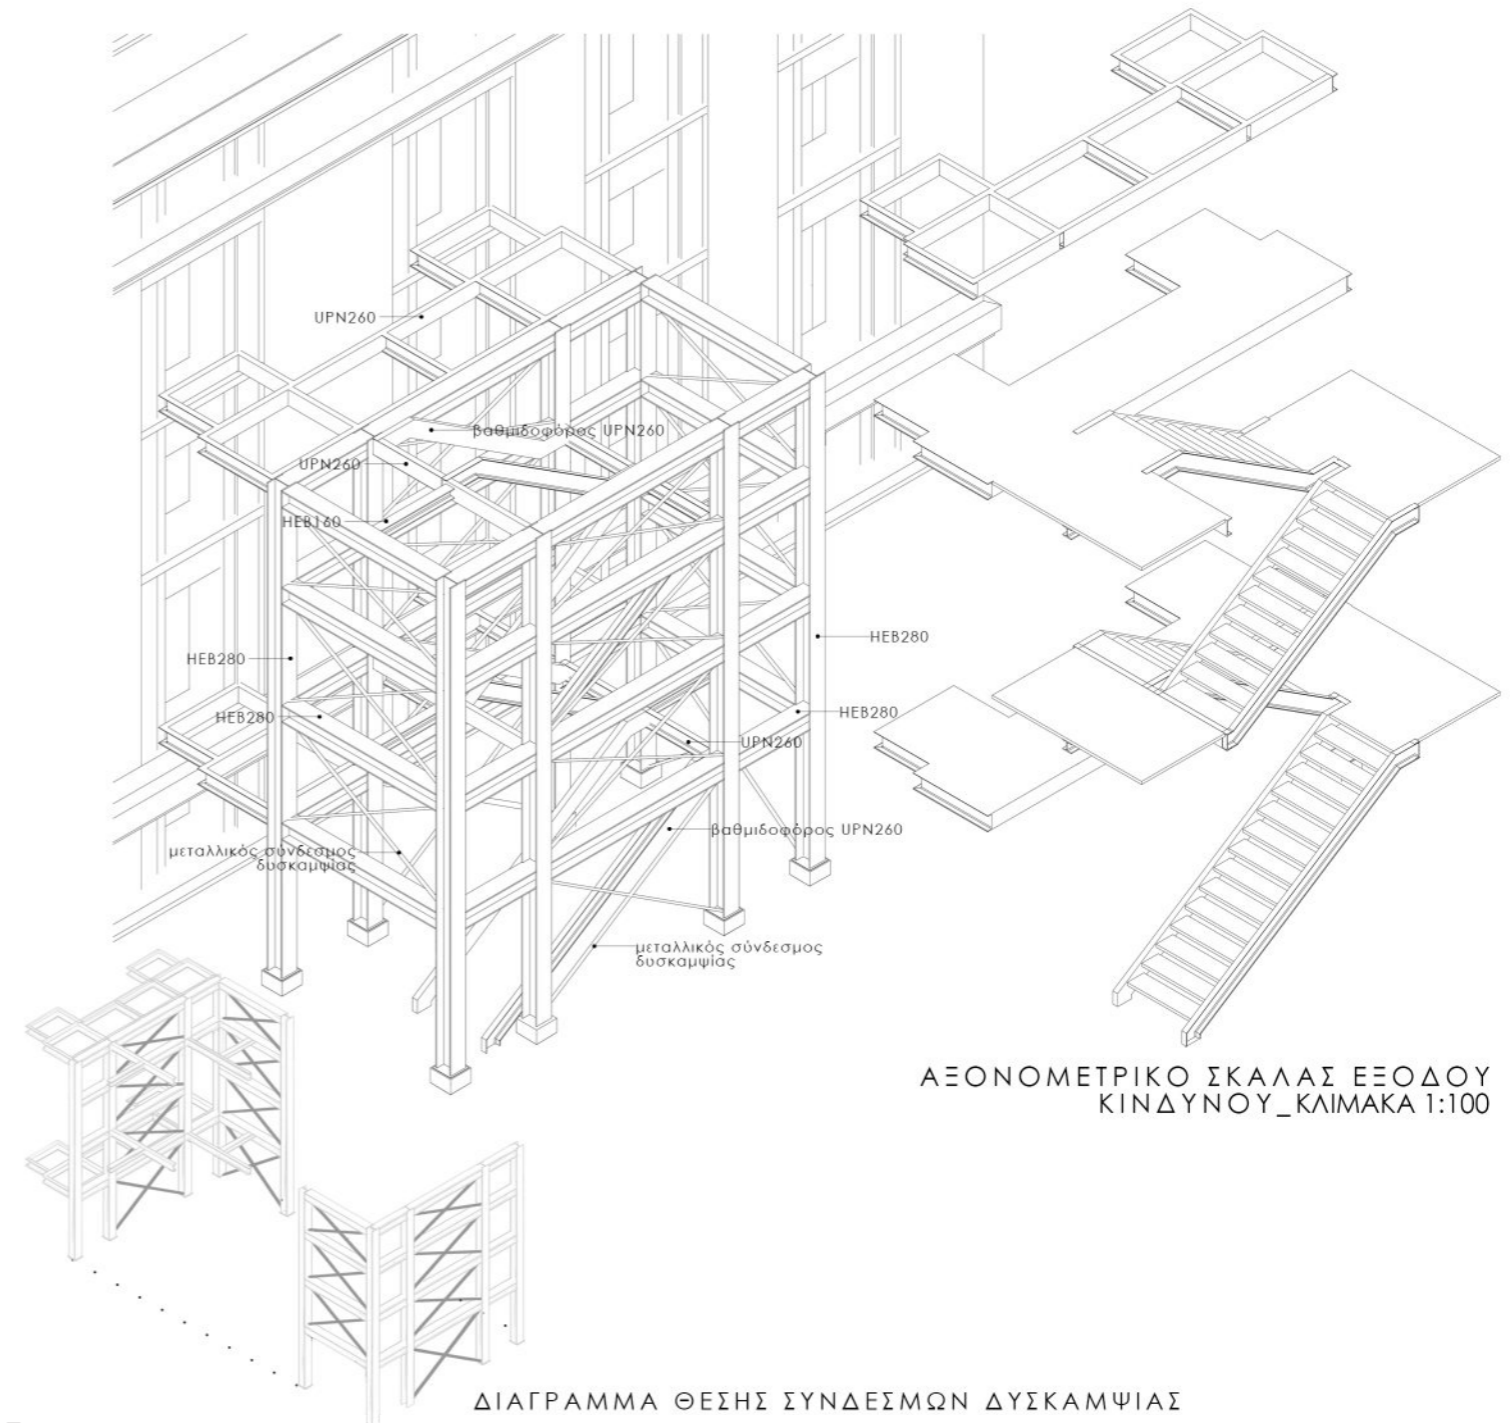 UPN260
βαθμιδοφόρος UPN260
UPN260
HEB160
HEB280
HEB280
HEB280
HEB280
UPN260
βαθμιδοφόρος UPN260
μεταλλικός σύνδεσμος
δυσκαμψίας
μεταλλικός σύνδεσμος
δυσκαμψίας
ΑΞΟΝΟΜΕΤΡΙΚΟ ΣΚΑΛΑΣ ΕΞΟΔΟΥ
ΚΙΝΔΥΝΟΥ_ΚΛΙΜΑΚΑ 1:100
ΔΙΑΓΡΑΜΜΑ ΘΕΣΗΣ ΣΥΝΔΕΣΜΩΝ ΔΥΣΚΑΜΨΙΑΣ